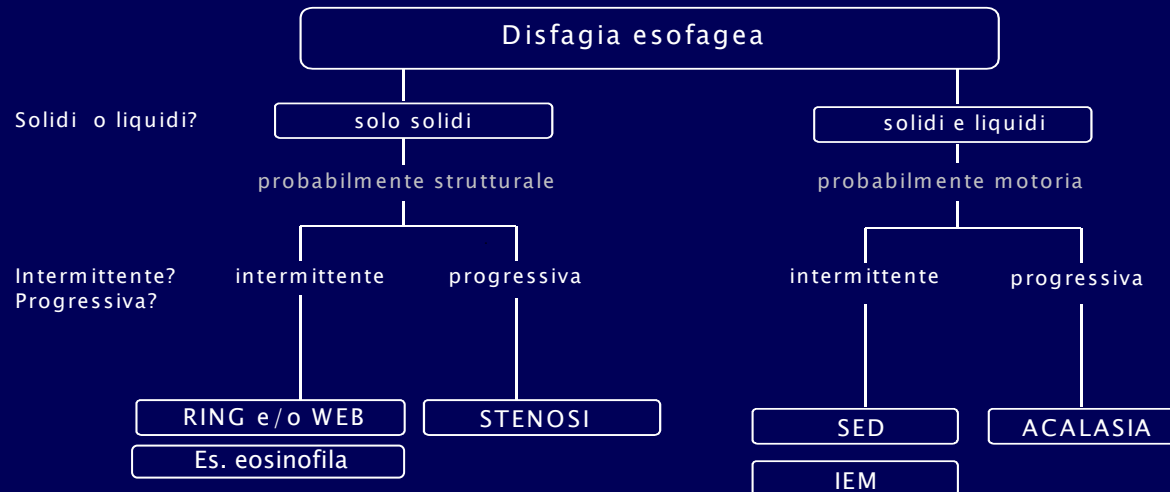 Disfagia esofagea
Solidi o liquidi?
solo solidi
solidi e liquidi
probabilmente strutturale
probabilmente motoria
Intermittente?
Progressiva?
intermittente
progressiva
intermittente
progressiva
RING e/o WEB
STENOSI
SED
ACALASIA
Es. eosinofila
IEM